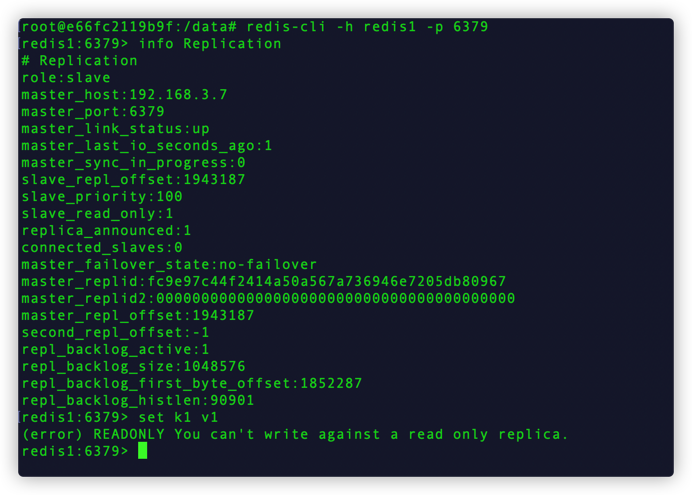 root@e66fc2119b9f:/data# redis-cli -h redis1 -p 6379
redis1:6379> info Replication
# Replication
role:slave
master_host:192.168.3.7
master_port:6379
master_link_status:up
master_last_io_seconds_ago:1
master_sync_in_progress:0
slave_repl_offset:1943187
slave_priority:100
slave_read_only:1
replica_announced:1
connected_slaves:0
master_failover_state:no-failover
master_replid:fc9e97c44f2414a50a567a736946e7205db80967
master_replid2:0000000000000000000000000000000000000000
master_repl_offset:1943187
second_repl_offset:-1
repl_backlog_active:1
repl_backlog_size:1048576
repl_backlog_first_byte_offset:1852287
repl_backlog_histlen:90901
redis1:6379> set k1 v1
(error) READONLY You can't write against a read only replica.
redis1:6379>